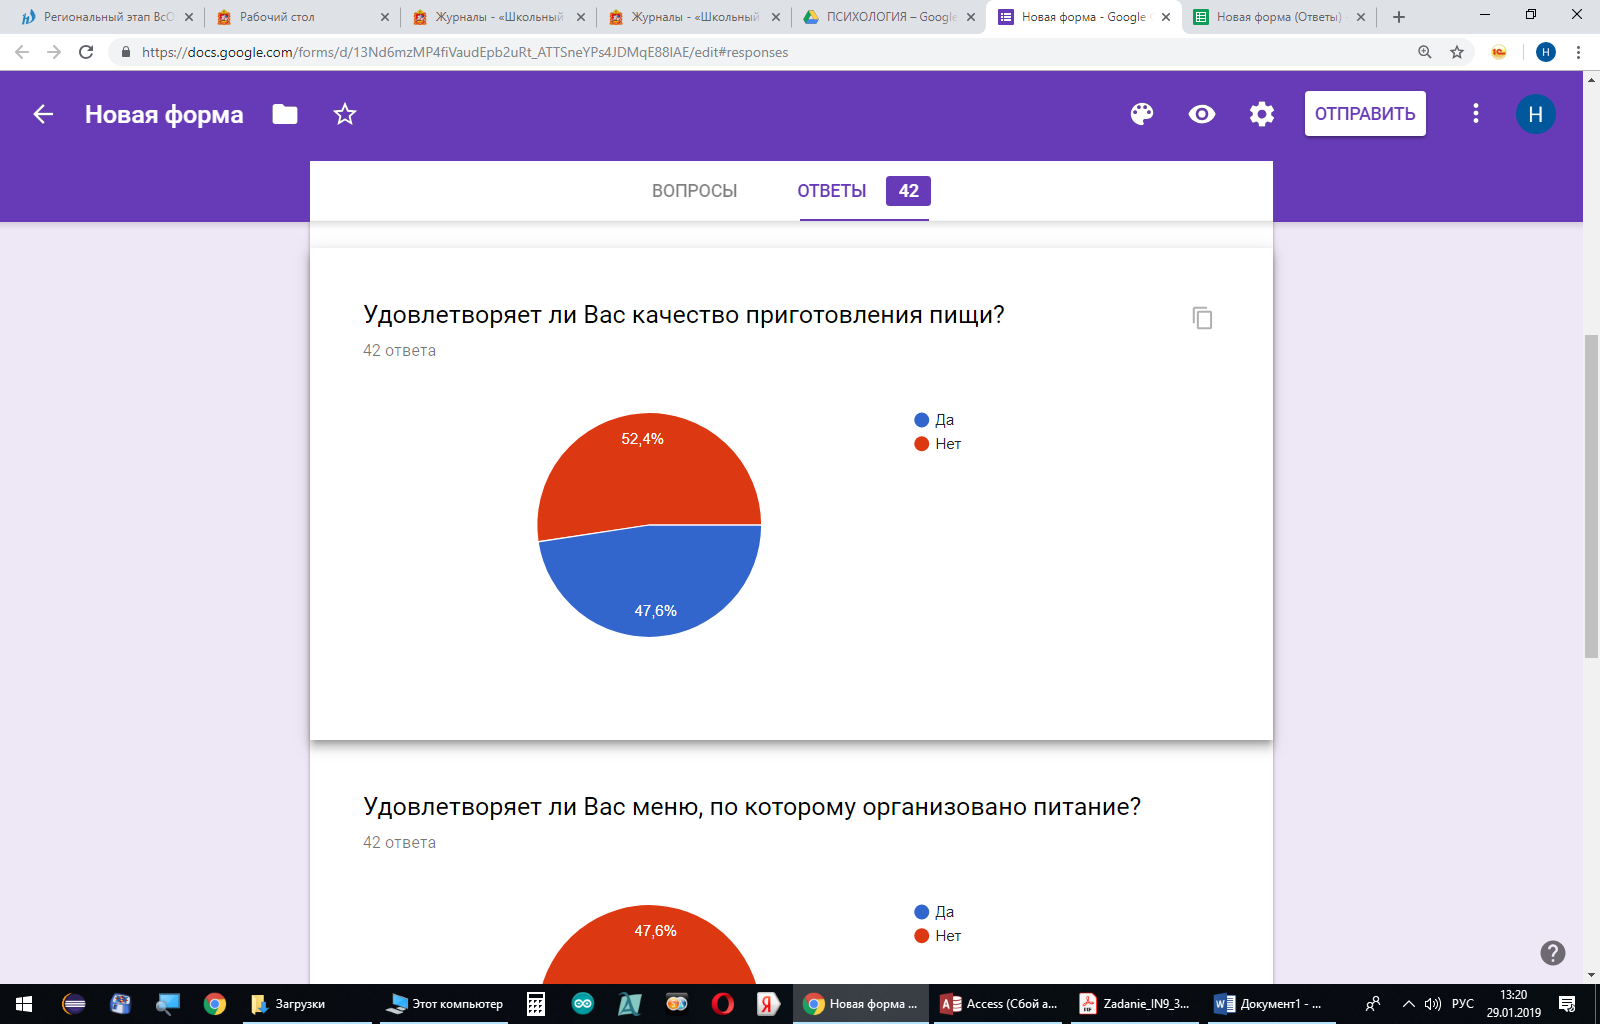 Региональный этап ВсО
Рабочий стол
Журналы - «Школьный
Журналы - «Школьный
ПСИХОЛОГИЯ – Google
Новая форма - Google
Новая форма (Ответы)
https://docs.google.com/forms/d/13Nd6mzMP4fiVaudEpb2uRt_ATTSneYPs4JDMqE88IAE/edit#responses
1С
Н
Новая форма
ОТПРАВИТЬ
Н
ВОПРОСЫ
ОТВЕТЫ
42
Удовлетворяет ли Вас качество приготовления пищи?
42 ответа
Да
Нет
52,4%
47,6%
Удовлетворяет ли Вас меню, по которому организовано питание?
42 ответа
Да
Нет
47,6%
Загрузки
Этот компьютер
Новая форма ...
Access (Сбой а...
Zadanie_IN9_3...
Документ1 - ...
РУС
13:20
29.01.2019